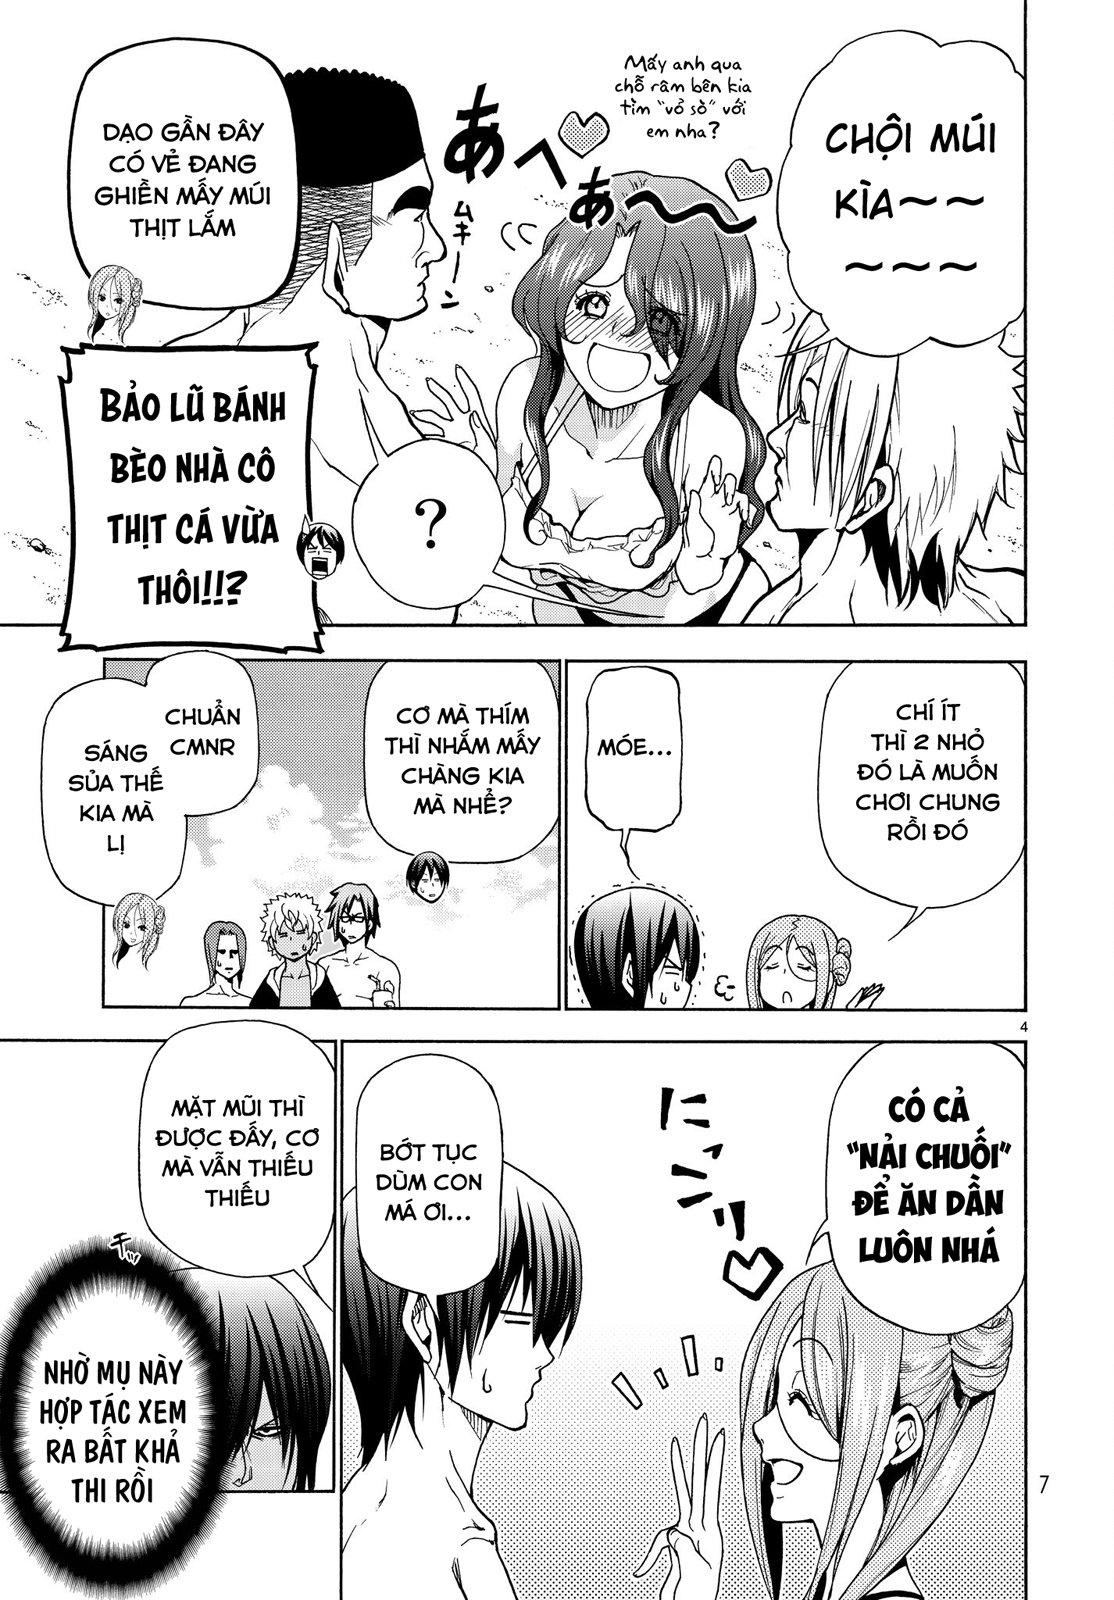 CHỘI MÚI
KÌA~~
~~~
Mấy anh qua
chỗ râm bên kia
tìm "vỏ sò" với
em nha?
あへ
あ〜〜
ムキーン
DẠO GẦN ĐÂY
CÓ VẺ ĐANG
GHIỀN MẤY MÚI
THỊT LẮM
?
BẢO LŨ BÁNH
BÈO NHÀ CÔ
THỊT CÁ VỪA
THÔI!!?
CHÍ ÍT
THÌ 2 NHỎ
ĐÓ LÀ MUỐN
CHƠI CHUNG
RỒI ĐÓ
MÓE...
CƠ MÀ THÍM
THÌ NHẮM MẤY
CHÀNG KIA
MÀ NHỂ?
CHUẨN
CMNR
SÁNG
SỦA THẾ
KIA MÀ
LỊ
4
CÓ CẢ
"NẢI CHUỐI"
ĐỂ ĂN DẦN
LUÔN NHÁ
にこっ
BỚT TỤC
DÙM CON
MÁ ƠI...
MẶT MŨI THÌ
ĐƯỢC ĐẤY, CƠ
MÀ VẪN THIẾU
THIẾU
チッ
NHỜ MỤ NÀY
HỢP TÁC XEM
RA BẤT KHẢ
THI RỒI
7